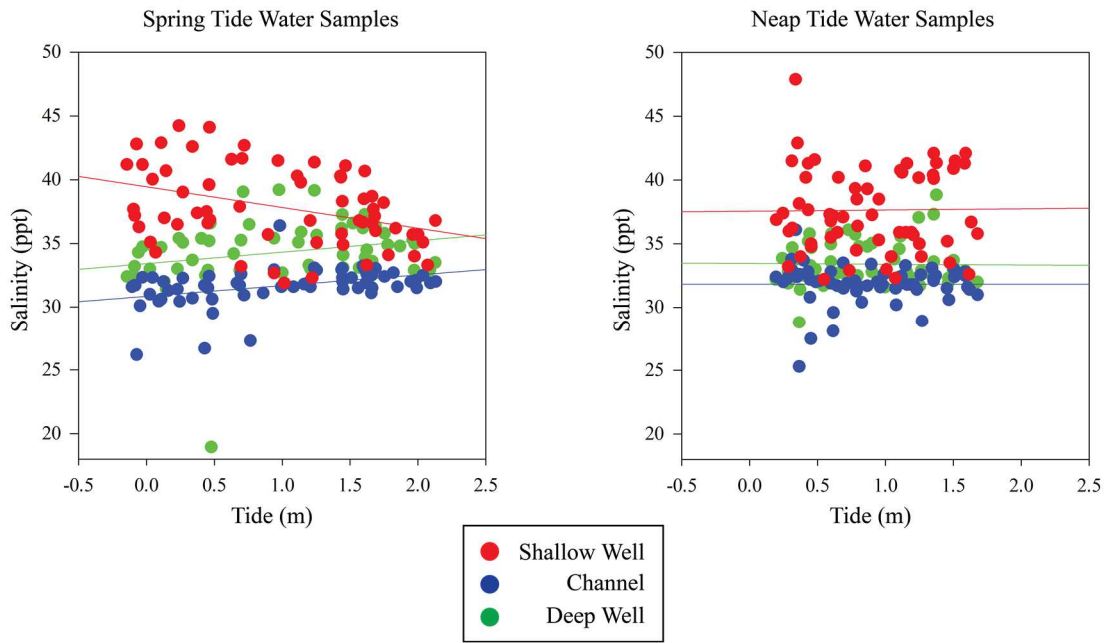 Spring Tide Water Samples
50
45
40
35
30
25
20
Salinity (ppt)
-0.5 0.0 0.5 1.0 1.5 2.0 2.5
Tide (m)
Neap Tide Water Samples
50
45
40
35
30
25
20
Salinity (ppt)
-0.5 0.0 0.5 1.0 1.5 2.0 2.5
Tide (m)
Shallow Well
Channel
Deep Well